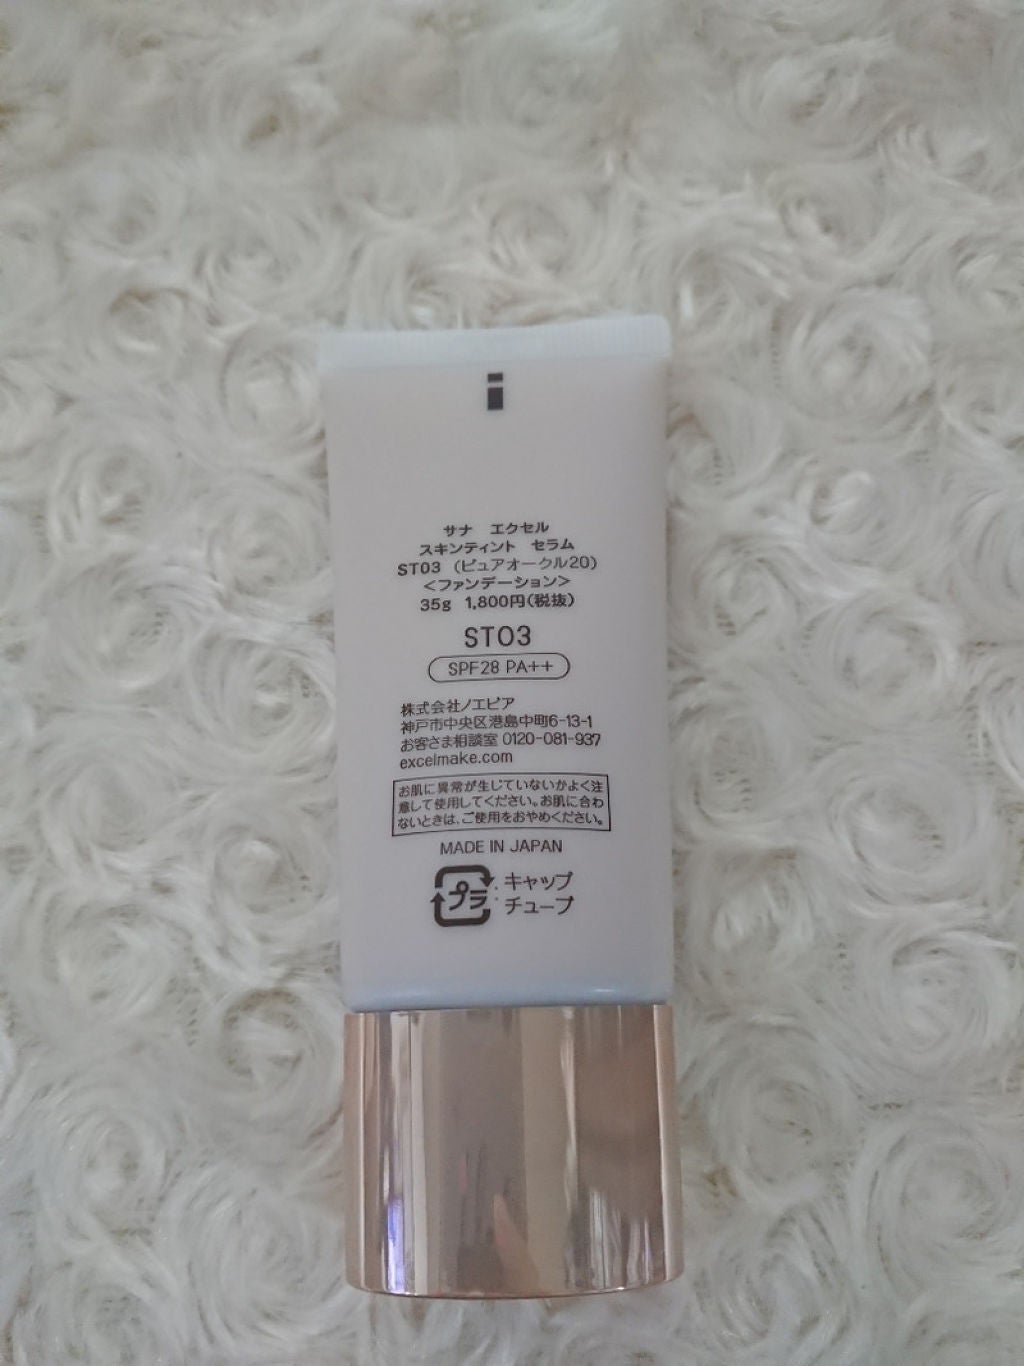 サナ エクセル
スキンティント セラム
ST03 (ピュアオークル20)
<ファンデーション>
35g 1,800円(税抜)
ST03
SPF28 PA++
株式会社ノエビア
神戸市中央区港島中町6-13-1
お客さま相談室 0120-081-937
excelmake.com
お肌に異常が生じていないかよく注
意して使用してください。お肌に合わ
ないときは、ご使用をおやめください。
MADE IN JAPAN
プラ : キャップ
チューブ